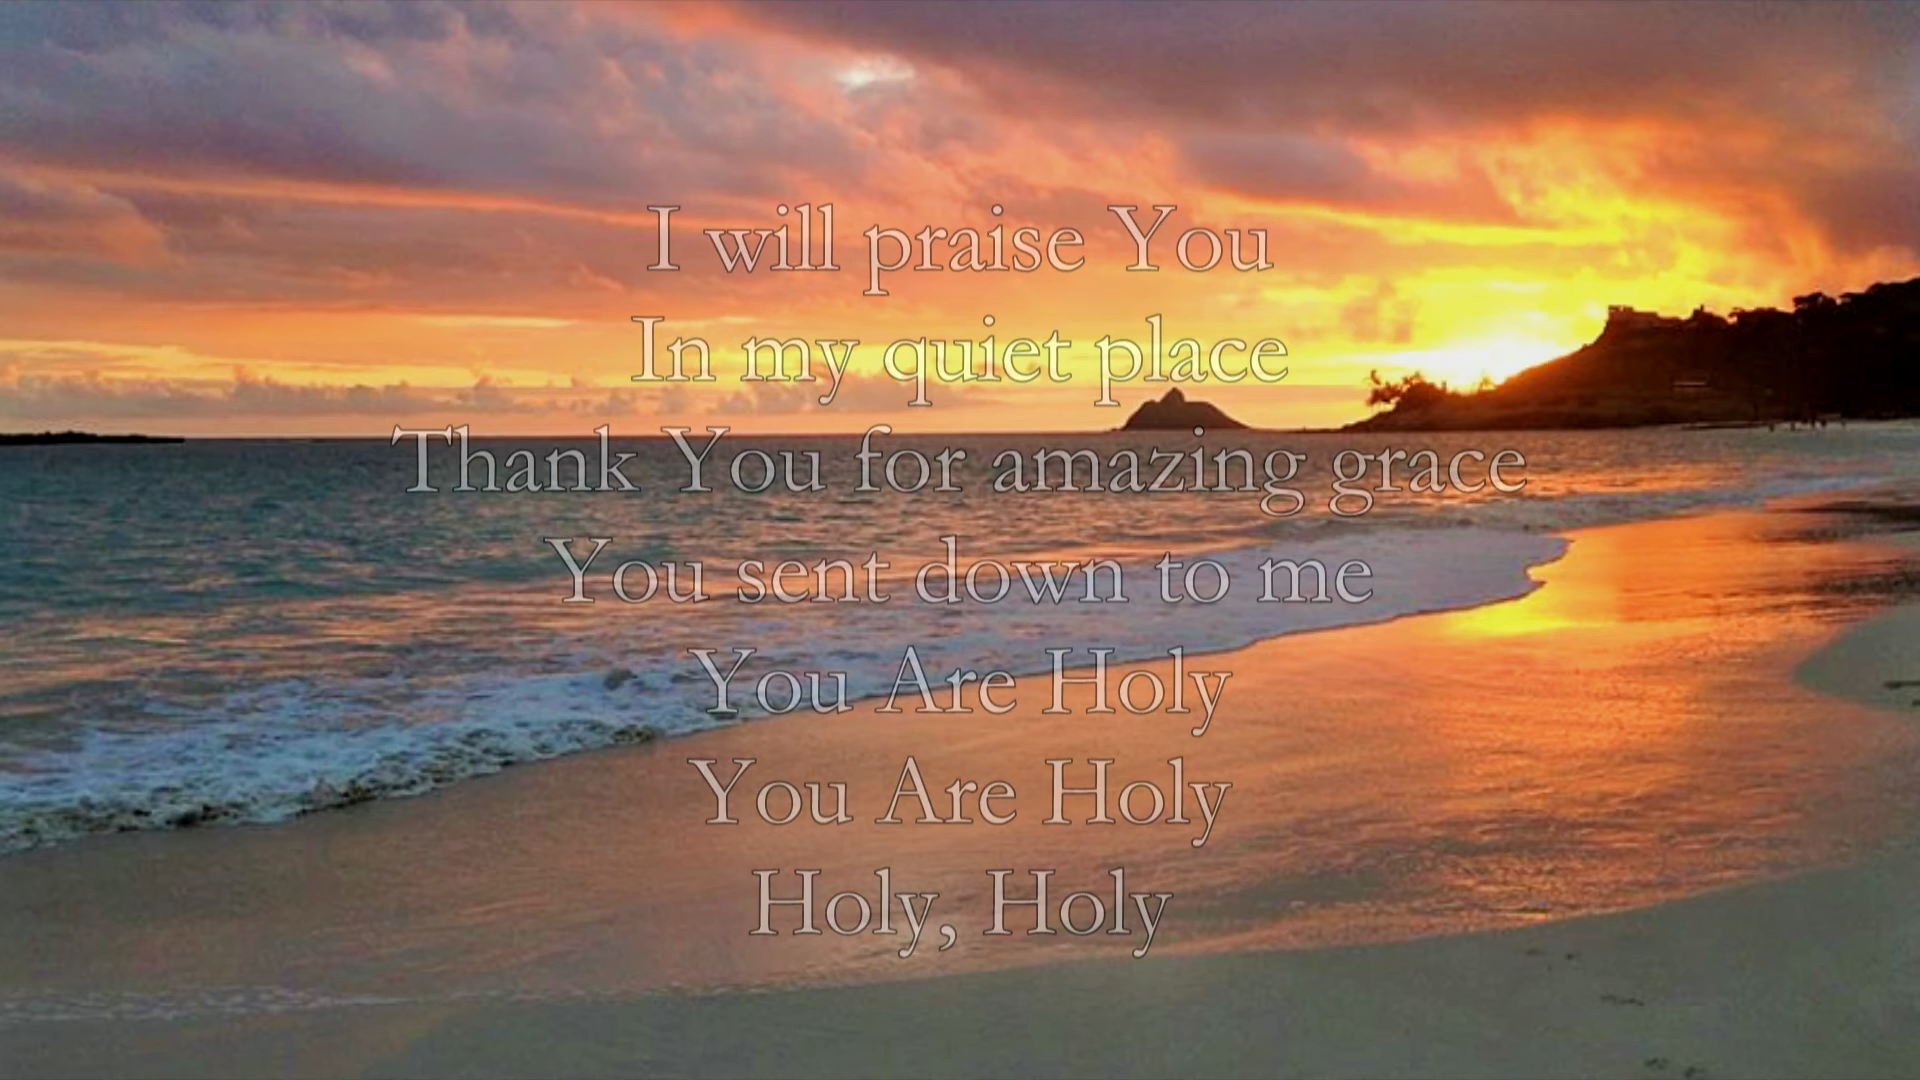 I will praise You
In my quiet place
Thank You for amazing grace
You sent down to me
You Are Holy
You Are Holy
Holy, Holy